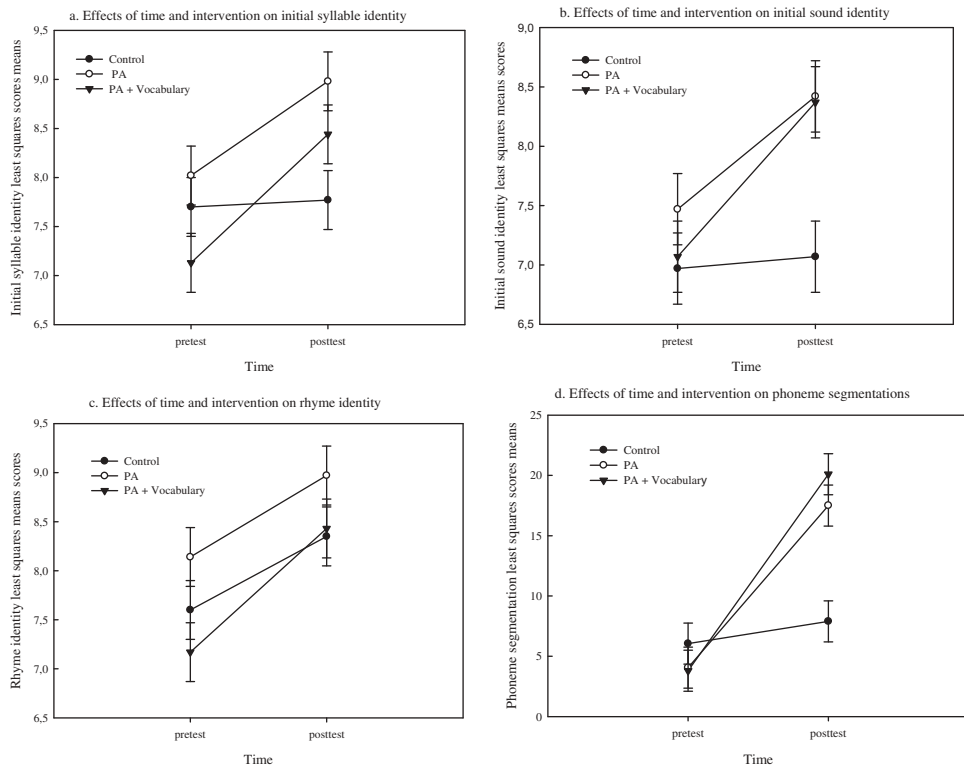 a. Effects of time and intervention on initial syllable identity
Initial syllable identity least squares scores means
9,5
9,0
8,5
8,0
7,5
7,0
6,5
Control
PA
PA + Vocabulary
pretest
posttest
Time
b. Effects of time and intervention on initial sound identity
Initial sound identity least squares means scores
9,0
8,5
8,0
7,5
7,0
6,5
Control
PA
PA + Vocabulary
pretest
posttest
Time
c. Effects of time and intervention on rhyme identity
Rhyme identity least squares means scores
9,5
9,0
8,5
8,0
7,5
7,0
6,5
Control
PA
PA + Vocabulary
pretest
posttest
Time
d. Effects of time and intervention on phoneme segmentations
Phoneme segmentation least squares scores means
25
20
15
10
5
0
Control
PA
PA + Vocabulary
pretest
posttest
Time